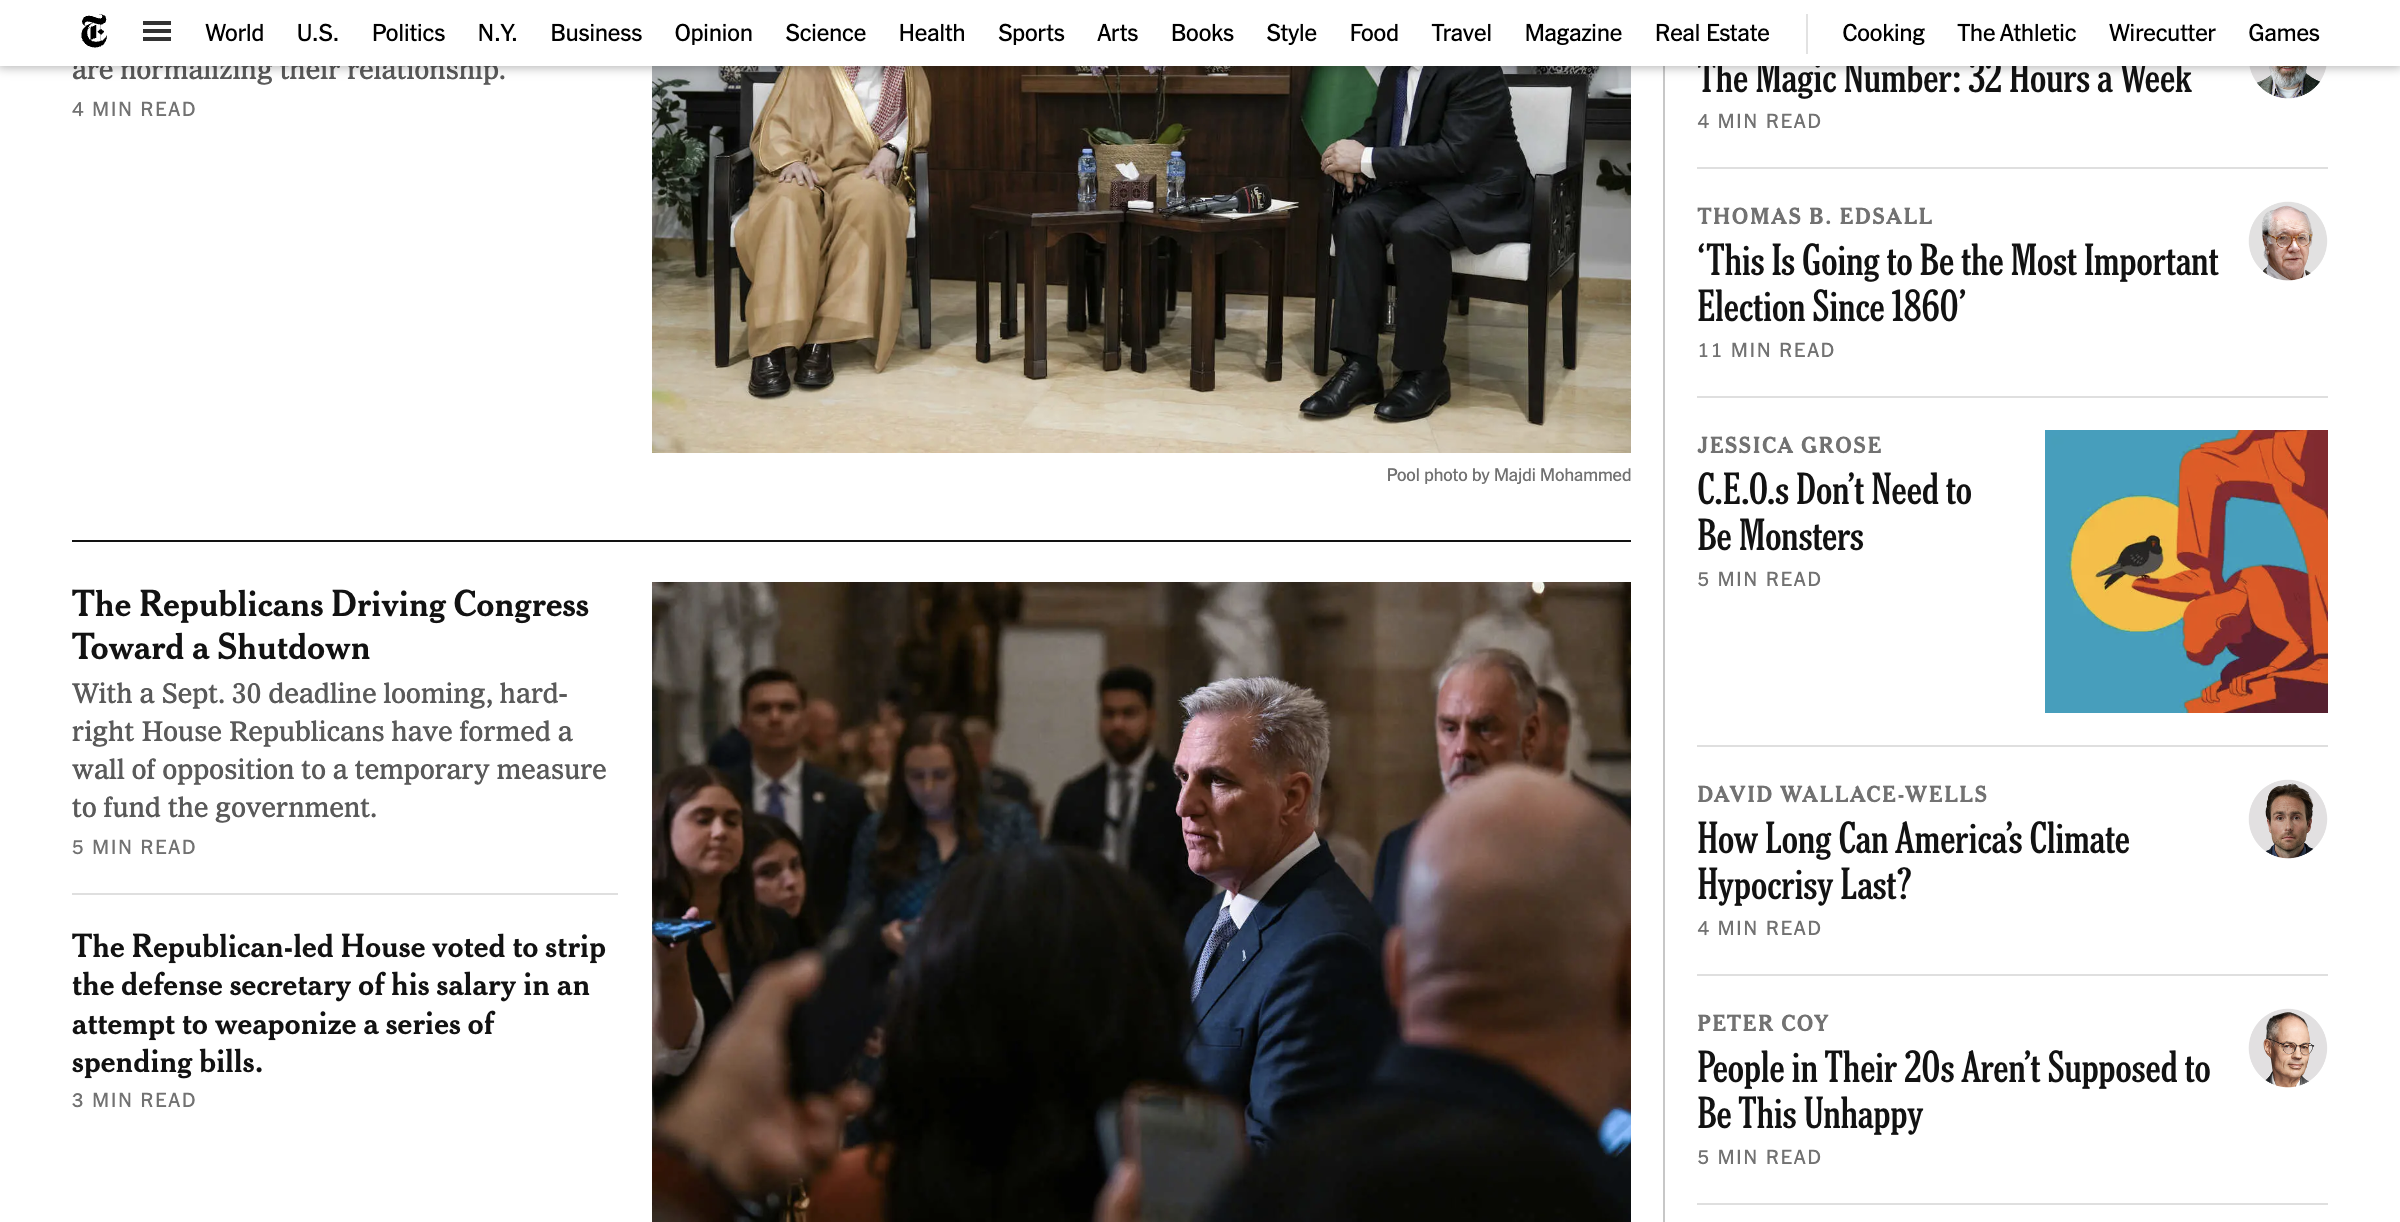 World U.S. Politics N.Y. Business Opinion Science Health Sports Arts Books Style Food Travel Magazine Real Estate Cooking The Athletic Wirecutter Games
are normalizing their relationship.
4 MIN READ
Pool photo by Majdi Mohammed
The Republicans Driving Congress
Toward a Shutdown
With a Sept. 30 deadline looming, hard-
right House Republicans have formed a
wall of opposition to a temporary measure
to fund the government.
5 MIN READ
The Republican-led House voted to strip
the defense secretary of his salary in an
attempt to weaponize a series of
spending bills.
3 MIN READ
The Magic Number: 32 Hours a Week
4 MIN READ
THOMAS B. EDSALL
‘This Is Going to Be the Most Important
Election Since 1860’
11 MIN READ
JESSICA GROSE
C.E.O.s Don’t Need to
Be Monsters
5 MIN READ
DAVID WALLACE-WELLS
How Long Can America’s Climate
Hypocrisy Last?
4 MIN READ
PETER COY
People in Their 20s Aren’t Supposed to
Be This Unhappy
5 MIN READ